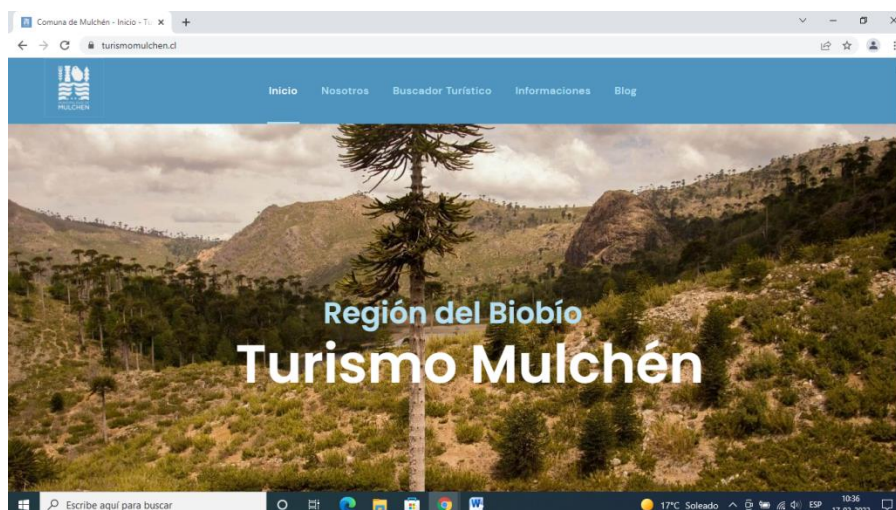 Comuna de Mulchén - Inicio - Tu
turismomulchen.cl
MULCHEN
Inicio Nosotros Buscador Turístico Informaciones Blog
Región del Biobío
Turismo Mulchén
Escribe aquí para buscar
17°C Soleado
ESP
10:36